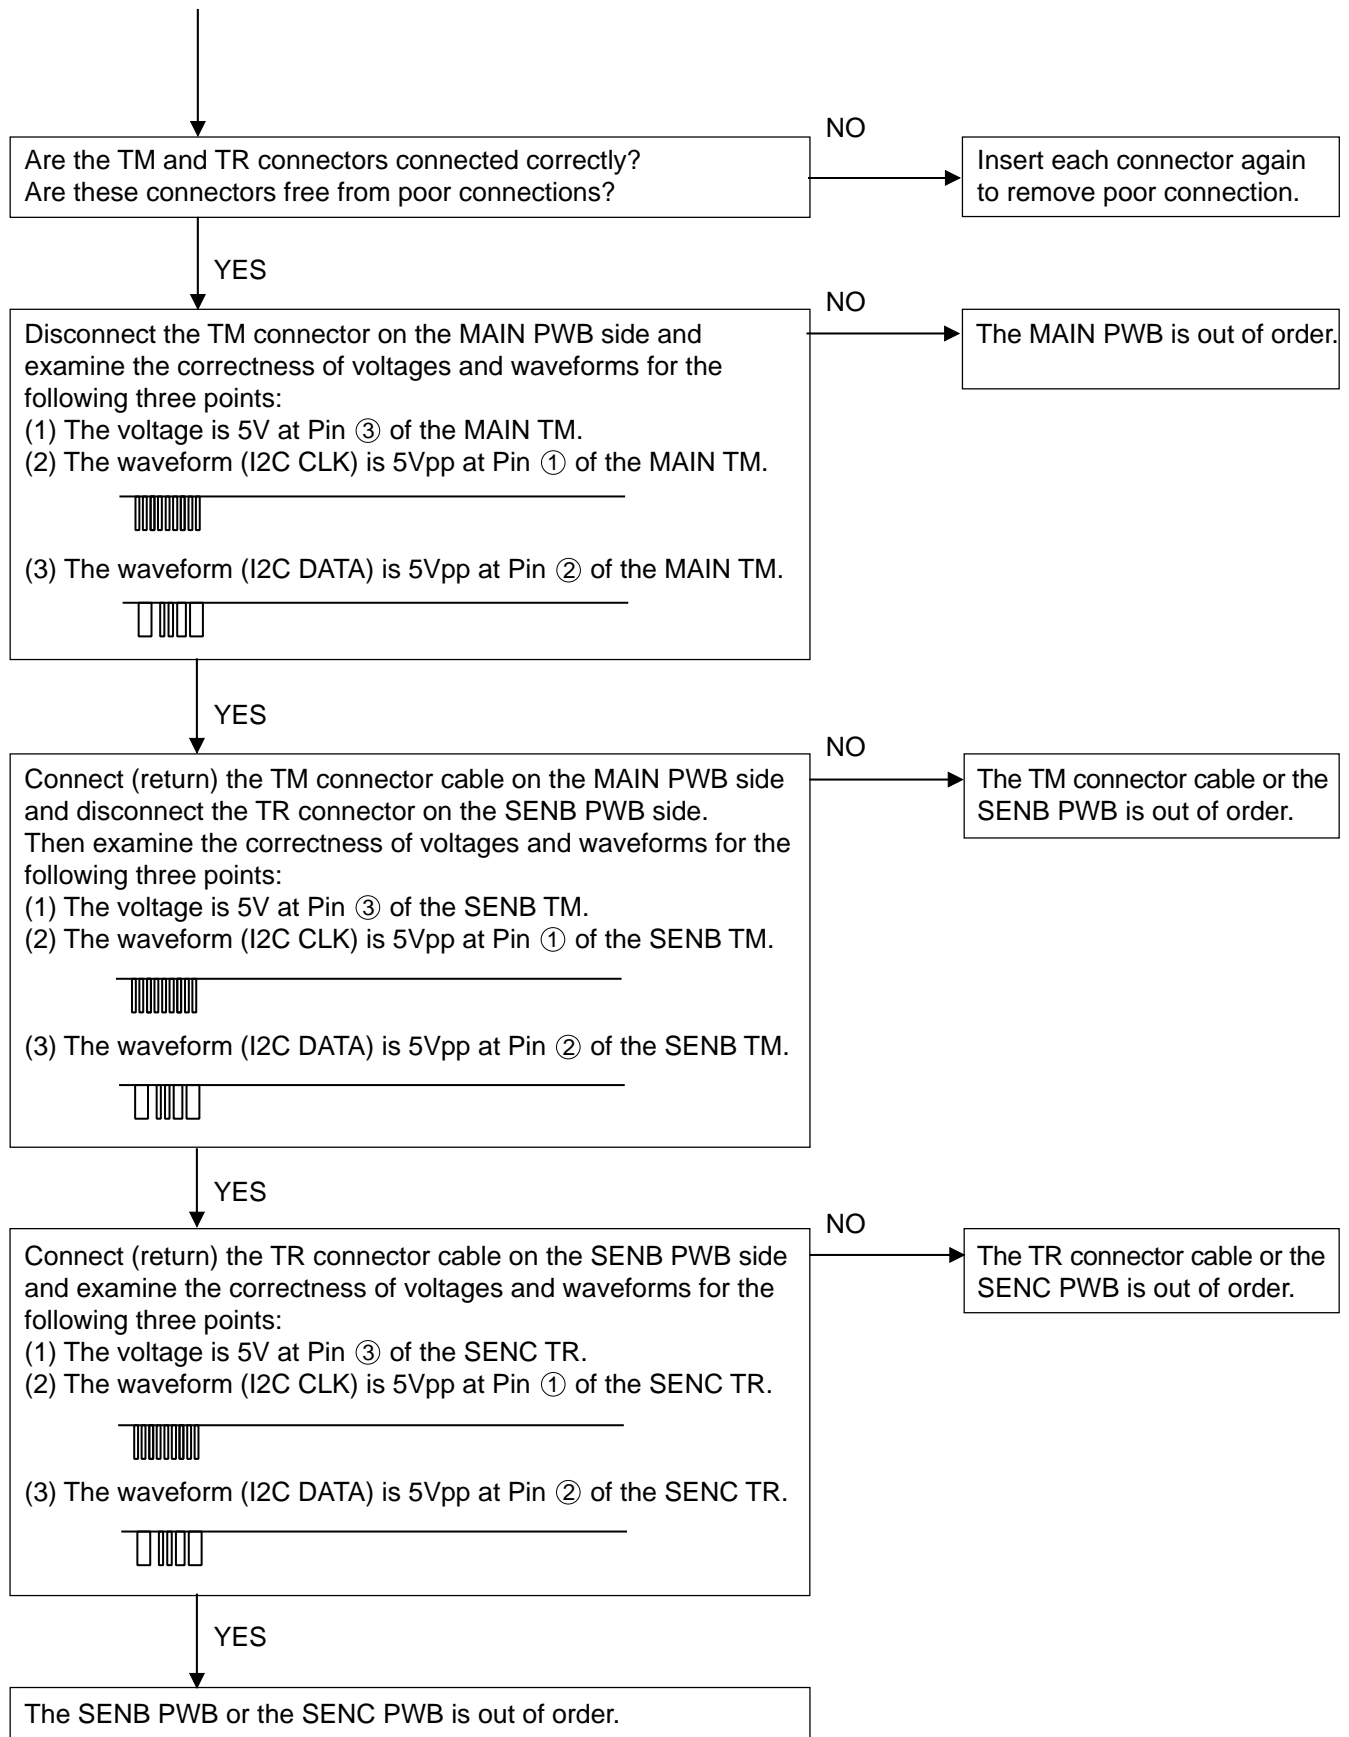 NO
Are the TM and TR connectors connected correctly?
Are these connectors free from poor connections?
Insert each connector again
to remove poor connection.
YES
NO
Disconnect the TM connector on the MAIN PWB side and
examine the correctness of voltages and waveforms for the
following three points:
(1) The voltage is 5V at Pin ③ of the MAIN TM.
(2) The waveform (I2C CLK) is 5Vpp at Pin ① of the MAIN TM.
(3) The waveform (I2C DATA) is 5Vpp at Pin ② of the MAIN TM.
The MAIN PWB is out of order.
YES
NO
Connect (return) the TM connector cable on the MAIN PWB side
and disconnect the TR connector on the SENB PWB side.
Then examine the correctness of voltages and waveforms for the
following three points:
(1) The voltage is 5V at Pin ③ of the SENB TM.
(2) The waveform (I2C CLK) is 5Vpp at Pin ① of the SENB TM.
(3) The waveform (I2C DATA) is 5Vpp at Pin ② of the SENB TM.
The TM connector cable or the
SENB PWB is out of order.
YES
NO
Connect (return) the TR connector cable on the SENB PWB side
and examine the correctness of voltages and waveforms for the
following three points:
(1) The voltage is 5V at Pin ③ of the SENC TR.
(2) The waveform (I2C CLK) is 5Vpp at Pin ① of the SENC TR.
(3) The waveform (I2C DATA) is 5Vpp at Pin ② of the SENC TR.
The TR connector cable or the
SENC PWB is out of order.
YES
The SENB PWB or the SENC PWB is out of order.